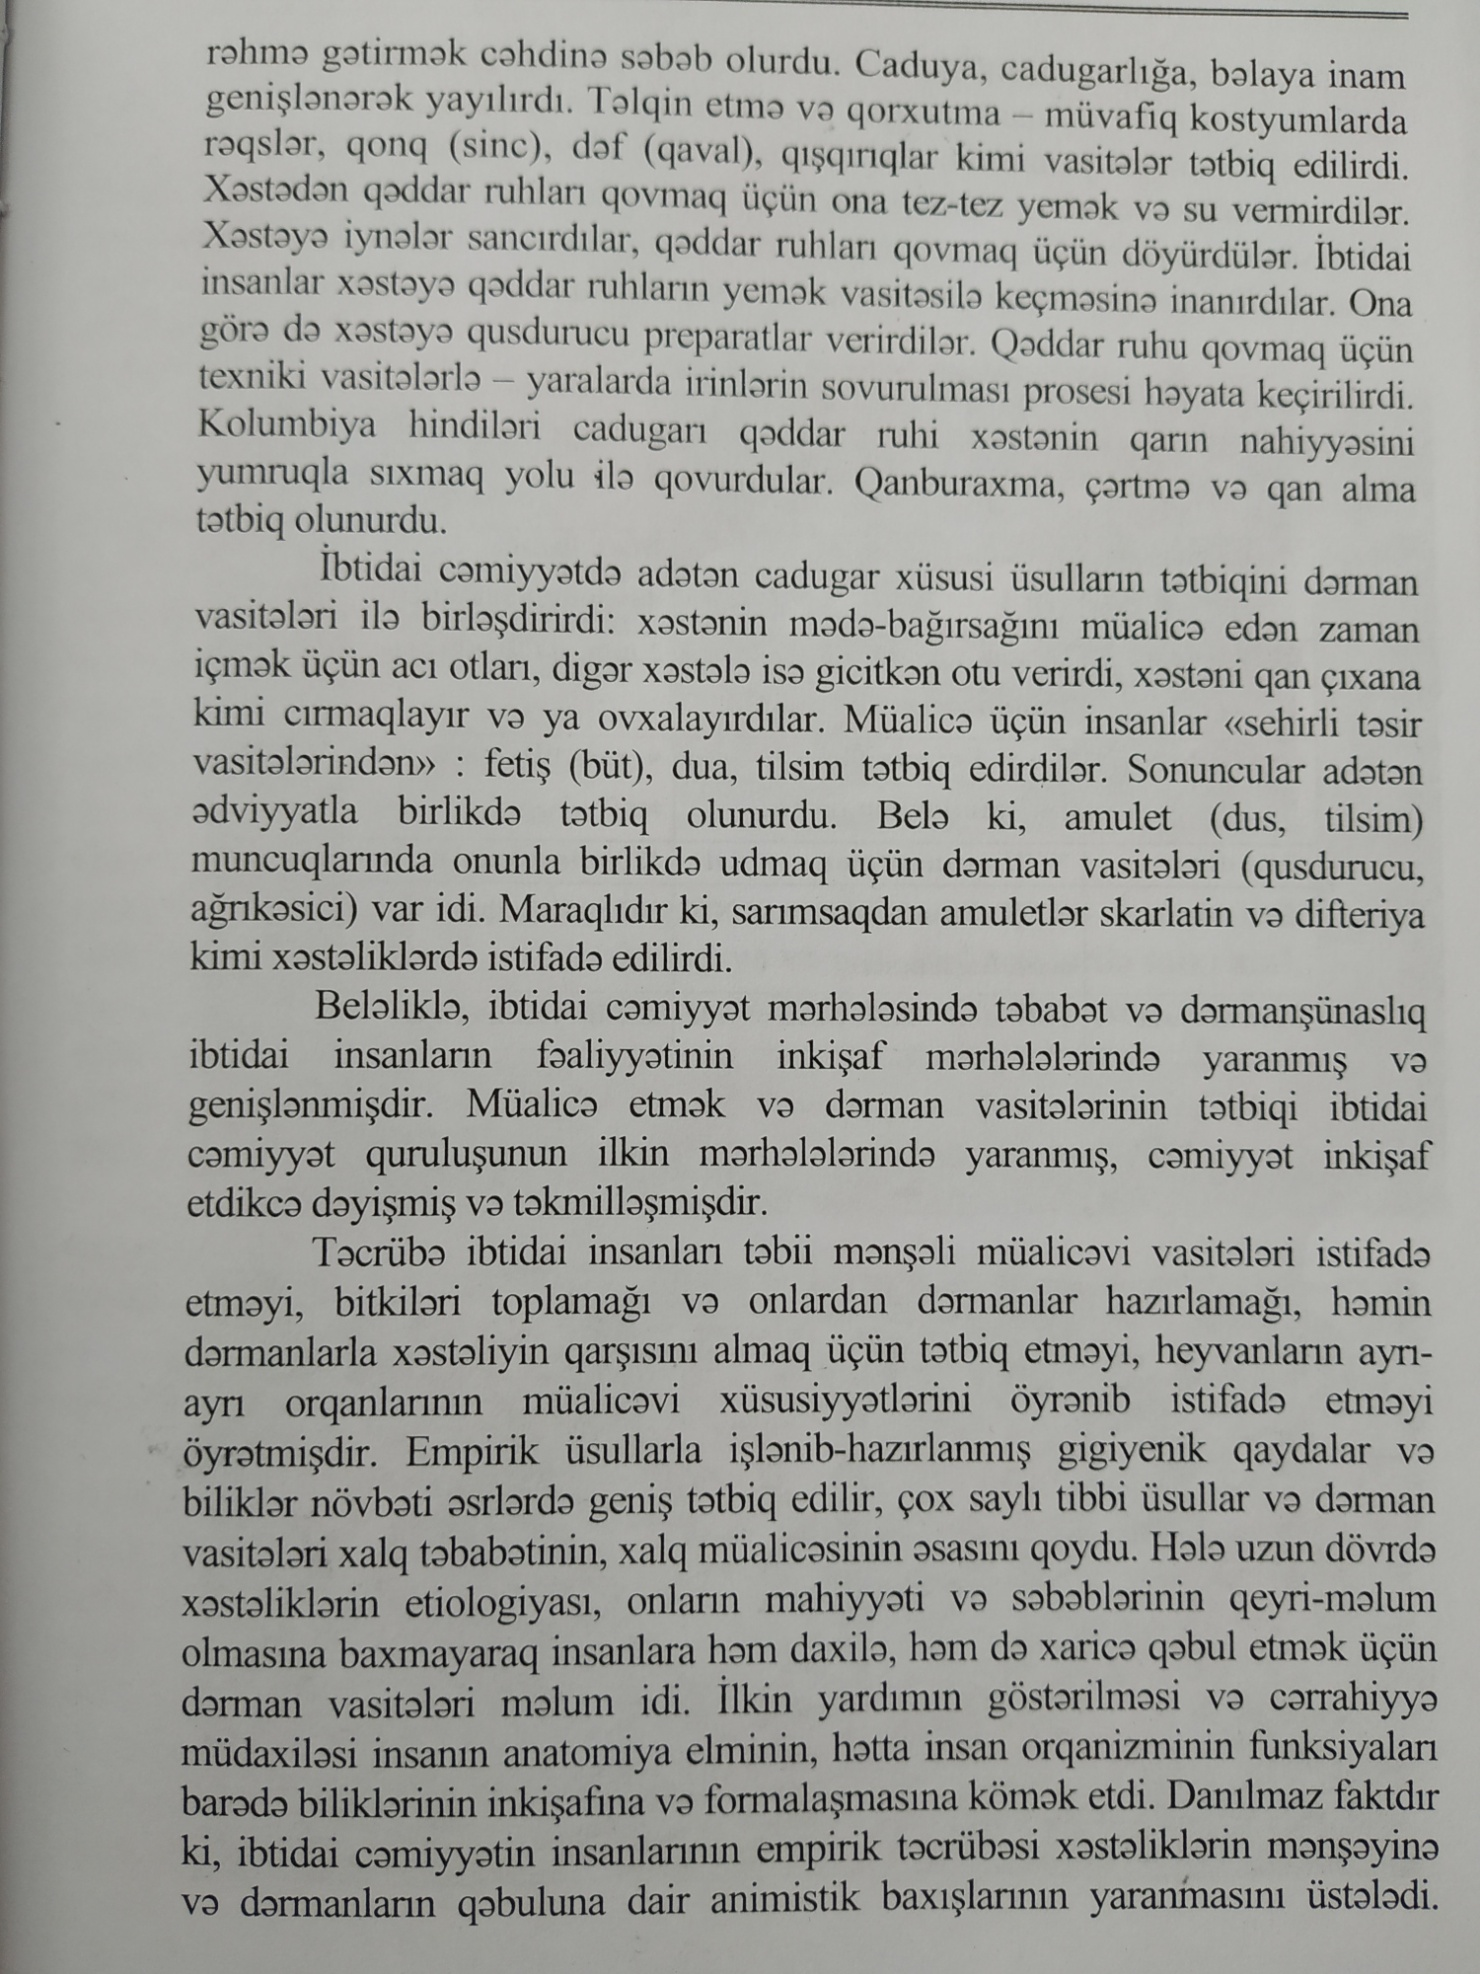 rəhmə gətirmək cəhdinə səbəb olurdu. Caduya, cadugarlığa, bəlaya inam
genişlənərək yayılırdı. Təlqin etmə və qorxutma – müvafiq kostyumlarda
rəqslər, qonq (sinc), dəf (qaval), qışqırıqlar kimi vasitələr tətbiq edilirdi.
Xəstədən qəddar ruhları qovmaq üçün ona tez-tez yemək və su vermirdilər.
Xəstəyə iynələr sancırdılar, qəddar ruhları qovmaq üçün döyürdülər. İbtidai
insanlar xəstəyə qəddar ruhların yemək vasitəsilə keçməsinə inanırdılar. Ona
görə də xəstəyə qusdurucu preparatlar verirdilər. Qəddar ruhu qovmaq üçün
texniki vasitələrlə – yaralarda irinlərin sovurulması prosesi həyata keçirilirdi.
Kolumbiya hindiləri cadugarı qəddar ruhi xəstənin qarın nahiyyəsini
yumruqla sıxmaq yolu ilə qovurdular. Qanburaxma, çərtmə və qan alma
tətbiq olunurdu.
İbtidai cəmiyyətdə adətən cadugar xüsusi üsulların tətbiqini dərman
vasitələri ilə birləşdirirdi: xəstənin mədə-bağırsağını müalicə edən zaman
içmək üçün acı otları, digər xəstələ isə gicitkən otu verirdi, xəstəni qan çıxana
kimi cırmaqlayır və ya ovxalayırdılar. Müalicə üçün insanlar «sehirli təsir
vasitələrindən» : fetiş (büt), dua, tilsim tətbiq edirdilər. Sonuncular adətən
ədviyyatla birlikdə tətbiq olunurdu. Belə ki, amulet (dus, tilsim)
muncuqlarında onunla birlikdə udmaq üçün dərman vasitələri (qusdurucu,
ağrıkəsici) var idi. Maraqlıdır ki, sarımsaqdan amuletlər skarlatin və difteriya
kimi xəstəliklərdə istifadə edilirdi.
Beləliklə, ibtidai cəmiyyət mərhələsində təbabət və dərmanşünaslıq
ibtidai insanların fəaliyyətinin inkişaf mərhələlərində yaranmış və
genişlənmişdir. Müalicə etmək və dərman vasitələrinin tətbiqi ibtidai
cəmiyyət quruluşunun ilkin mərhələlərində yaranmış, cəmiyyət inkişaf
etdikcə dəyişmiş və təkmilləşmişdir.
Təcrübə ibtidai insanları təbii mənşəli müalicəvi vasitələri istifadə
etməyi, bitkiləri toplamağı və onlardan dərmanlar hazırlamağı, həmin
dərmanlarla xəstəliyin qarşısını almaq üçün tətbiq etməyi, heyvanların ayrı-
ayrı orqanlarının müalicəvi xüsusiyyətlərini öyrənib istifadə etməyi
öyrətmişdir. Empirik üsullarla işlənib-hazırlanmış gigiyenik qaydalar və
biliklər növbəti əsrlərdə geniş tətbiq edilir, çox saylı tibbi üsullar və dərman
vasitələri xalq təbabətinin, xalq müalicəsinin əsasını qoydu. Hələ uzun dövrdə
xəstəliklərin etiologiyası, onların mahiyyəti və səbəblərinin qeyri-məlum
olmasına baxmayaraq insanlara həm daxilə, həm də xaricə qəbul etmək üçün
dərman vasitələri məlum idi. İlkin yardımın göstərilməsi və cərrahiyyə
müdaxiləsi insanın anatomiya elminin, hətta insan orqanizminin funksiyaları
barədə biliklərinin inkişafına və formalaşmasına kömək etdi. Danılmaz faktdır
ki, ibtidai cəmiyyətin insanlarının empirik təcrübəsi xəstəliklərin mənşəyinə
və dərmanların qəbuluna dair animistik baxışlarının yaranmasını üstələdi.